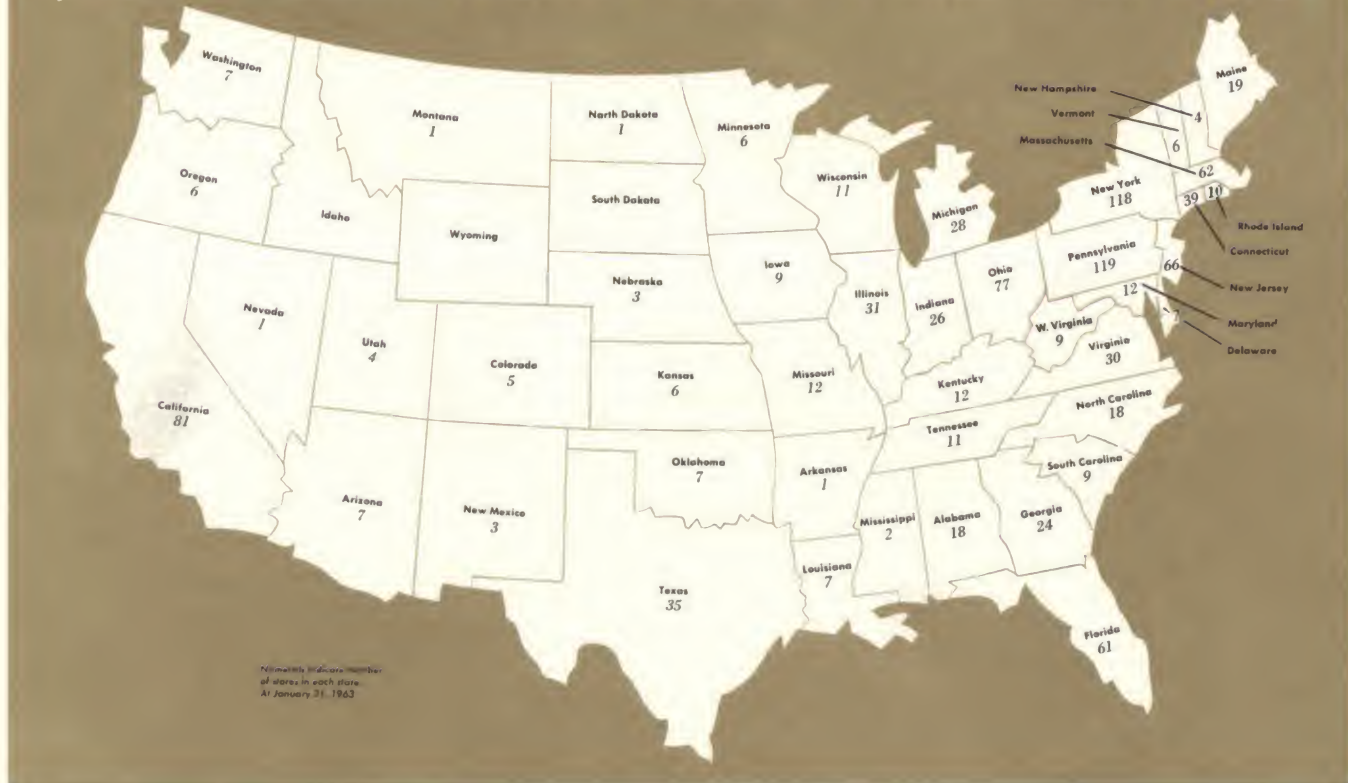 Washington
7
Montana
1
North Dakota
1
Minnesota
6
Oregon
6
Idaho
Wyoming
South Dakota
Wisconsin
11
Michigan
28
New York
118
Maine
19
New Hampshire
4
Vermont
6
Massachusetts
62
39
10
Rhode Island
Connecticut
Nevada
1
Utah
4
Colorado
5
Nebraska
3
Iowa
9
Illinois
31
Indiana
26
Ohio
77
Pennsylvania
119
66
New Jersey
12
Maryland
Delaware
W. Virginia
9
Virginia
30
California
81
Kansas
6
Missouri
12
Kentucky
12
Tennessee
11
North Carolina
18
South Carolina
9
Arizona
7
New Mexico
3
Oklahoma
7
Arkansas
1
Mississippi
2
Alabama
18
Georgia
24
Texas
35
Louisiana
7
Florida
61
Numerals indicate number
of stores in each state.
At January 31, 1963